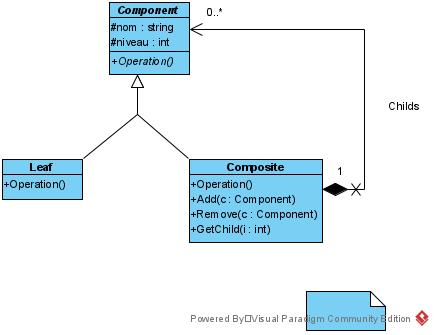 Component
#nom : string
#niveau : int
+Operation()
0..*
Childs
Leaf
+Operation()
Composite
+Operation()
+Add(c : Component)
+Remove(c : Component)
+GetChild(i : int)
1
Powered By Visual Paradigm Community Edition